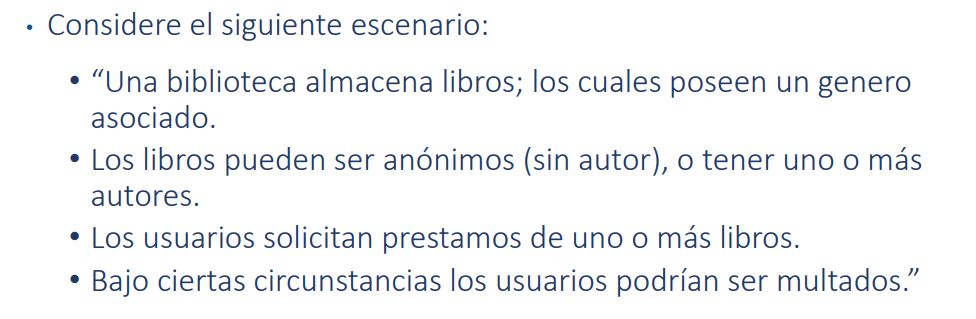 • Considere el siguiente escenario:
• “Una biblioteca almacena libros; los cuales poseen un genero
asociado.
• Los libros pueden ser anónimos (sin autor), o tener uno o más
autores.
• Los usuarios solicitan prestamos de uno o más libros.
• Bajo ciertas circunstancias los usuarios podrían ser multados.”